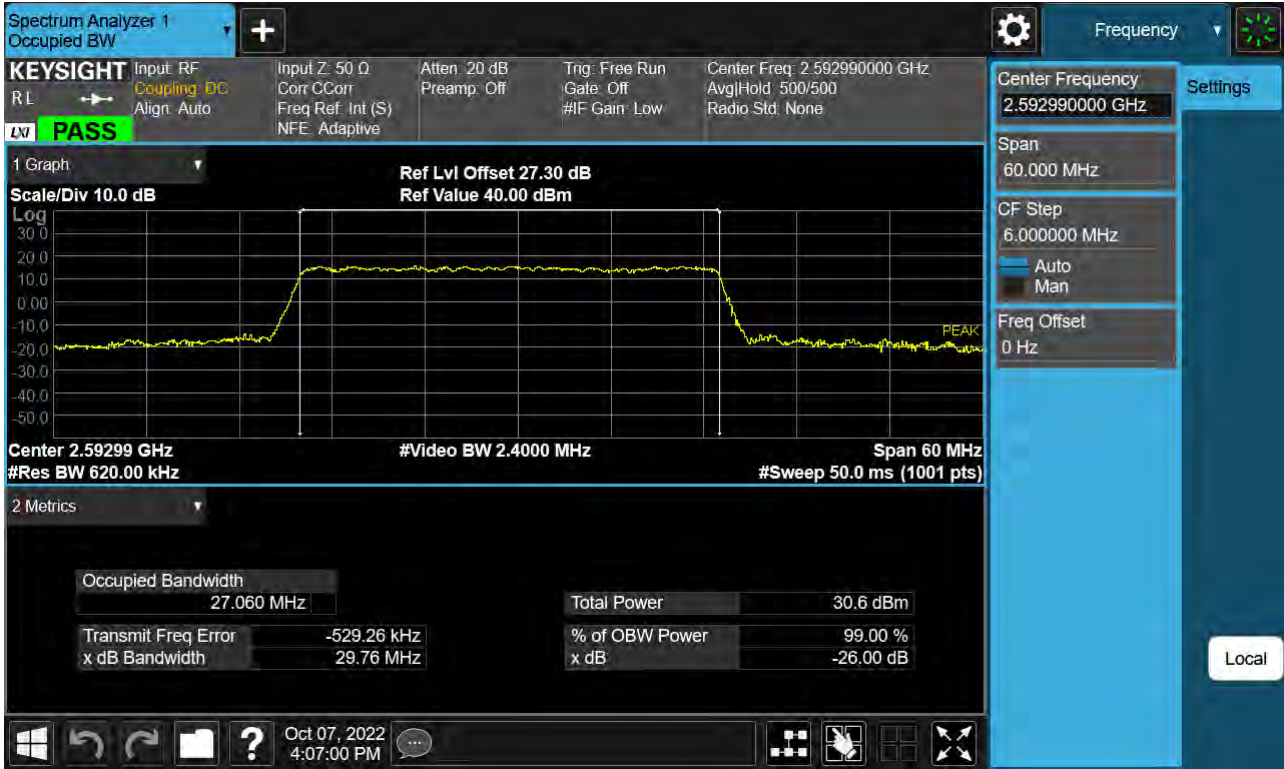 Spectrum Analyzer 1
Occupied BW
Frequency
KEYSIGHT
RL
LXI
PASS
Input: RF
Coupling: DC
Align: Auto
Input Z: 50 Ω
Corr CCorr
Freq Ref: Int (S)
NFE: Adaptive
Atten: 20 dB
Preamp: Off
Trig: Free Run
Gate: Off
#IF Gain: Low
Center Freq: 2.592990000 GHz
Avg|Hold: 500/500
Radio Std: None
Center Frequency
2.592990000 GHz
Settings
Span
60.000 MHz
CF Step
6.000000 MHz
Auto
Man
Freq Offset
0 Hz
1 Graph
Scale/Div 10.0 dB
Ref Lvl Offset 27.30 dB
Ref Value 40.00 dBm
Log
30.0
20.0
10.0
0.00
-10.0
-20.0
-30.0
-40.0
-50.0
PEAK
Center 2.59299 GHz
#Video BW 2.4000 MHz
Span 60 MHz
#Res BW 620.00 kHz
#Sweep 50.0 ms (1001 pts)
2 Metrics
Occupied Bandwidth
27.060 MHz
Total Power 30.6 dBm
Transmit Freq Error -529.26 kHz
% of OBW Power 99.00 %
x dB Bandwidth 29.76 MHz
x dB -26.00 dB
Local
?
Oct 07, 2022
4:07:00 PM